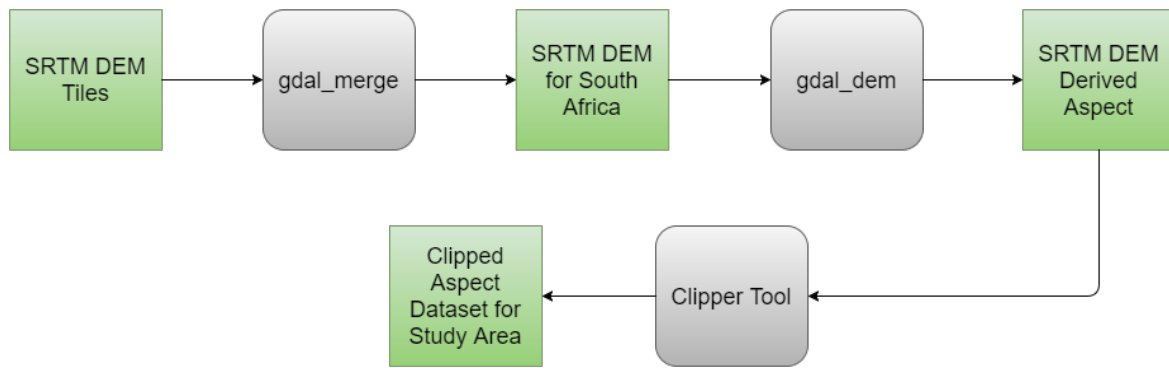 SRTM DEM
Tiles
gdal_merge
SRTM DEM
for South
Africa
gdal_dem
SRTM DEM
Derived
Aspect
Clipped
Aspect
Dataset for
Study Area
Clipper Tool